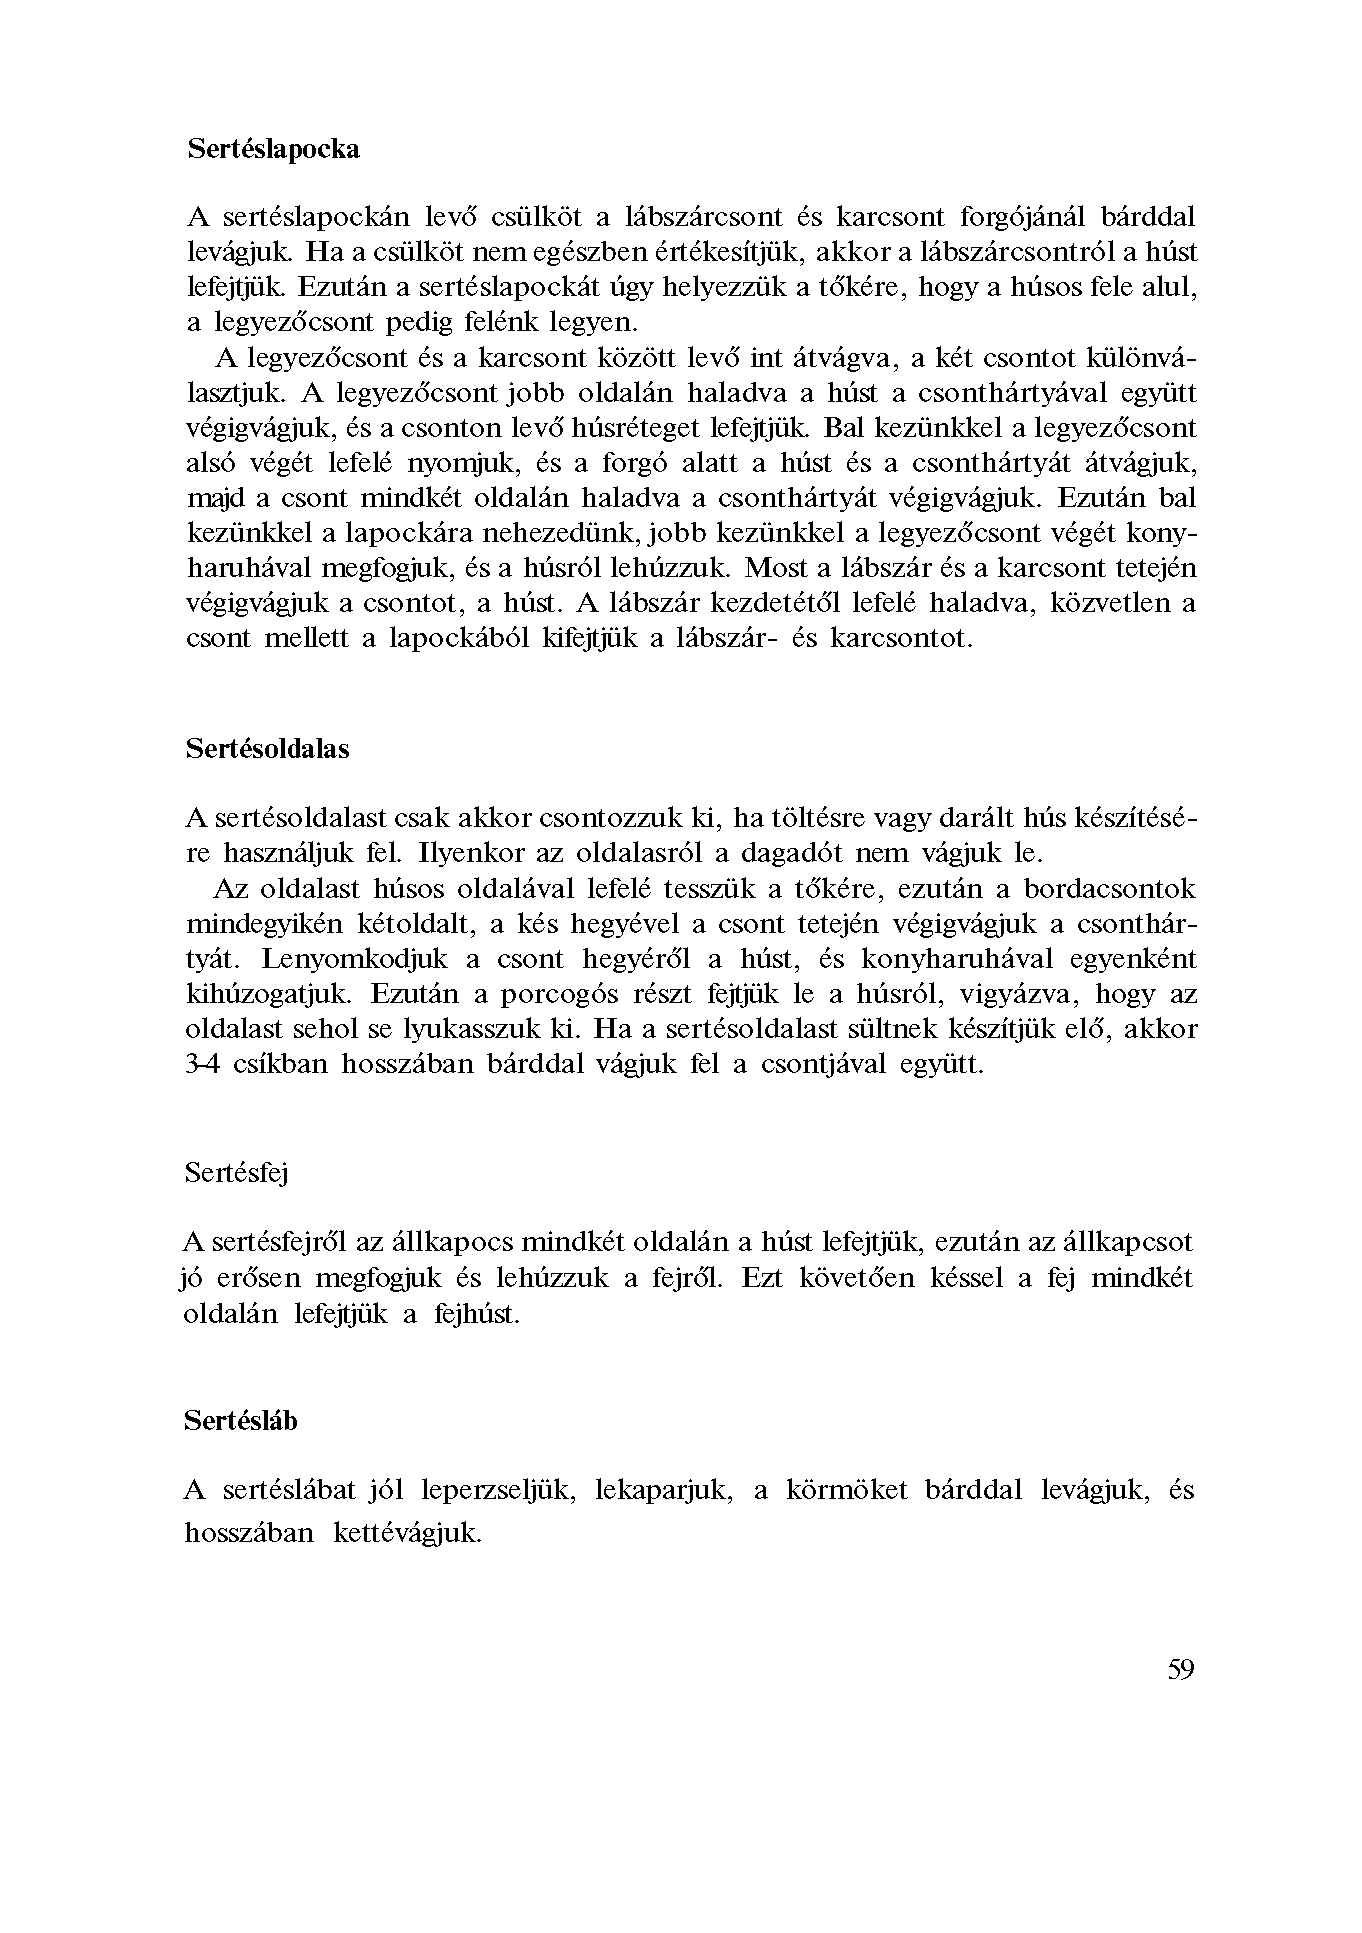 Sertéslapocka
A sertéslapockán levő csülköt a lábszárcsont és karcsont forgójánál bárddal
levágjuk. Ha a csülköt nem egészben értékesítjük, akkor a lábszárcsontról a húst
lefejtjük. Ezután a sertéslapockát úgy helyezzük a tőkére, hogy a húsos fele alul,
a legyezőcsont pedig felénk legyen.
A legyezőcsont és a karcsont között levő int átvágva, a két csontot különvá-
lasztjuk. A legyezőcsont jobb oldalán haladva a húst a csonthártyával együtt
végigvágjuk, és a csonton levő húsréteget lefejtjük. Bal kezünkkel a legyezőcsont
alsó végét lefelé nyomjuk, és a forgó alatt a húst és a csonthártyát átvágjuk,
majd a csont mindkét oldalán haladva a csonthártyát végigvágjuk. Ezután bal
kezünkkel a lapockára nehezedünk, jobb kezünkkel a legyezőcsont végét kony-
haruhával megfogjuk, és a húsról lehúzzuk. Most a lábszár és a karcsont tetején
végigvágjuk a csontot, a húst. A lábszár kezdetétől lefelé haladva, közvetlen a
csont mellett a lapockából kifejtjük a lábszár- és karcsontot.
Sertésoldalas
A sertésoldalast csak akkor csontozzuk ki, ha töltésre vagy darált hús készítésé-
re használjuk fel. Ilyenkor az oldalasról a dagadót nem vágjuk le.
Az oldalast húsos oldalával lefelé tesszük a tőkére, ezután a bordacsontok
mindegyikén kétoldalt, a kés hegyével a csont tetején végigvágjuk a csonthár-
tyát. Lenyomkodjuk a csont hegyéről a húst, és konyharuhával egyenként
kihúzogatjuk. Ezután a porcogós részt fejtjük le a húsról, vigyázva, hogy az
oldalast sehol se lyukasszuk ki. Ha a sertésoldalast sültnek készítjük elő, akkor
3-4 csíkban hosszában bárddal vágjuk fel a csontjával együtt.
Sertésfej
A sertésfejről az állkapocs mindkét oldalán a húst lefejtjük, ezután az állkapcsot
jó erősen megfogjuk és lehúzzuk a fejről. Ezt követően késsel a fej mindkét
oldalán lefejtjük a fejhúst.
Sertésláb
A sertéslábat jól leperzseljük, lekaparjuk, a körmöket bárddal levágjuk, és
hosszában kettévágjuk.
59